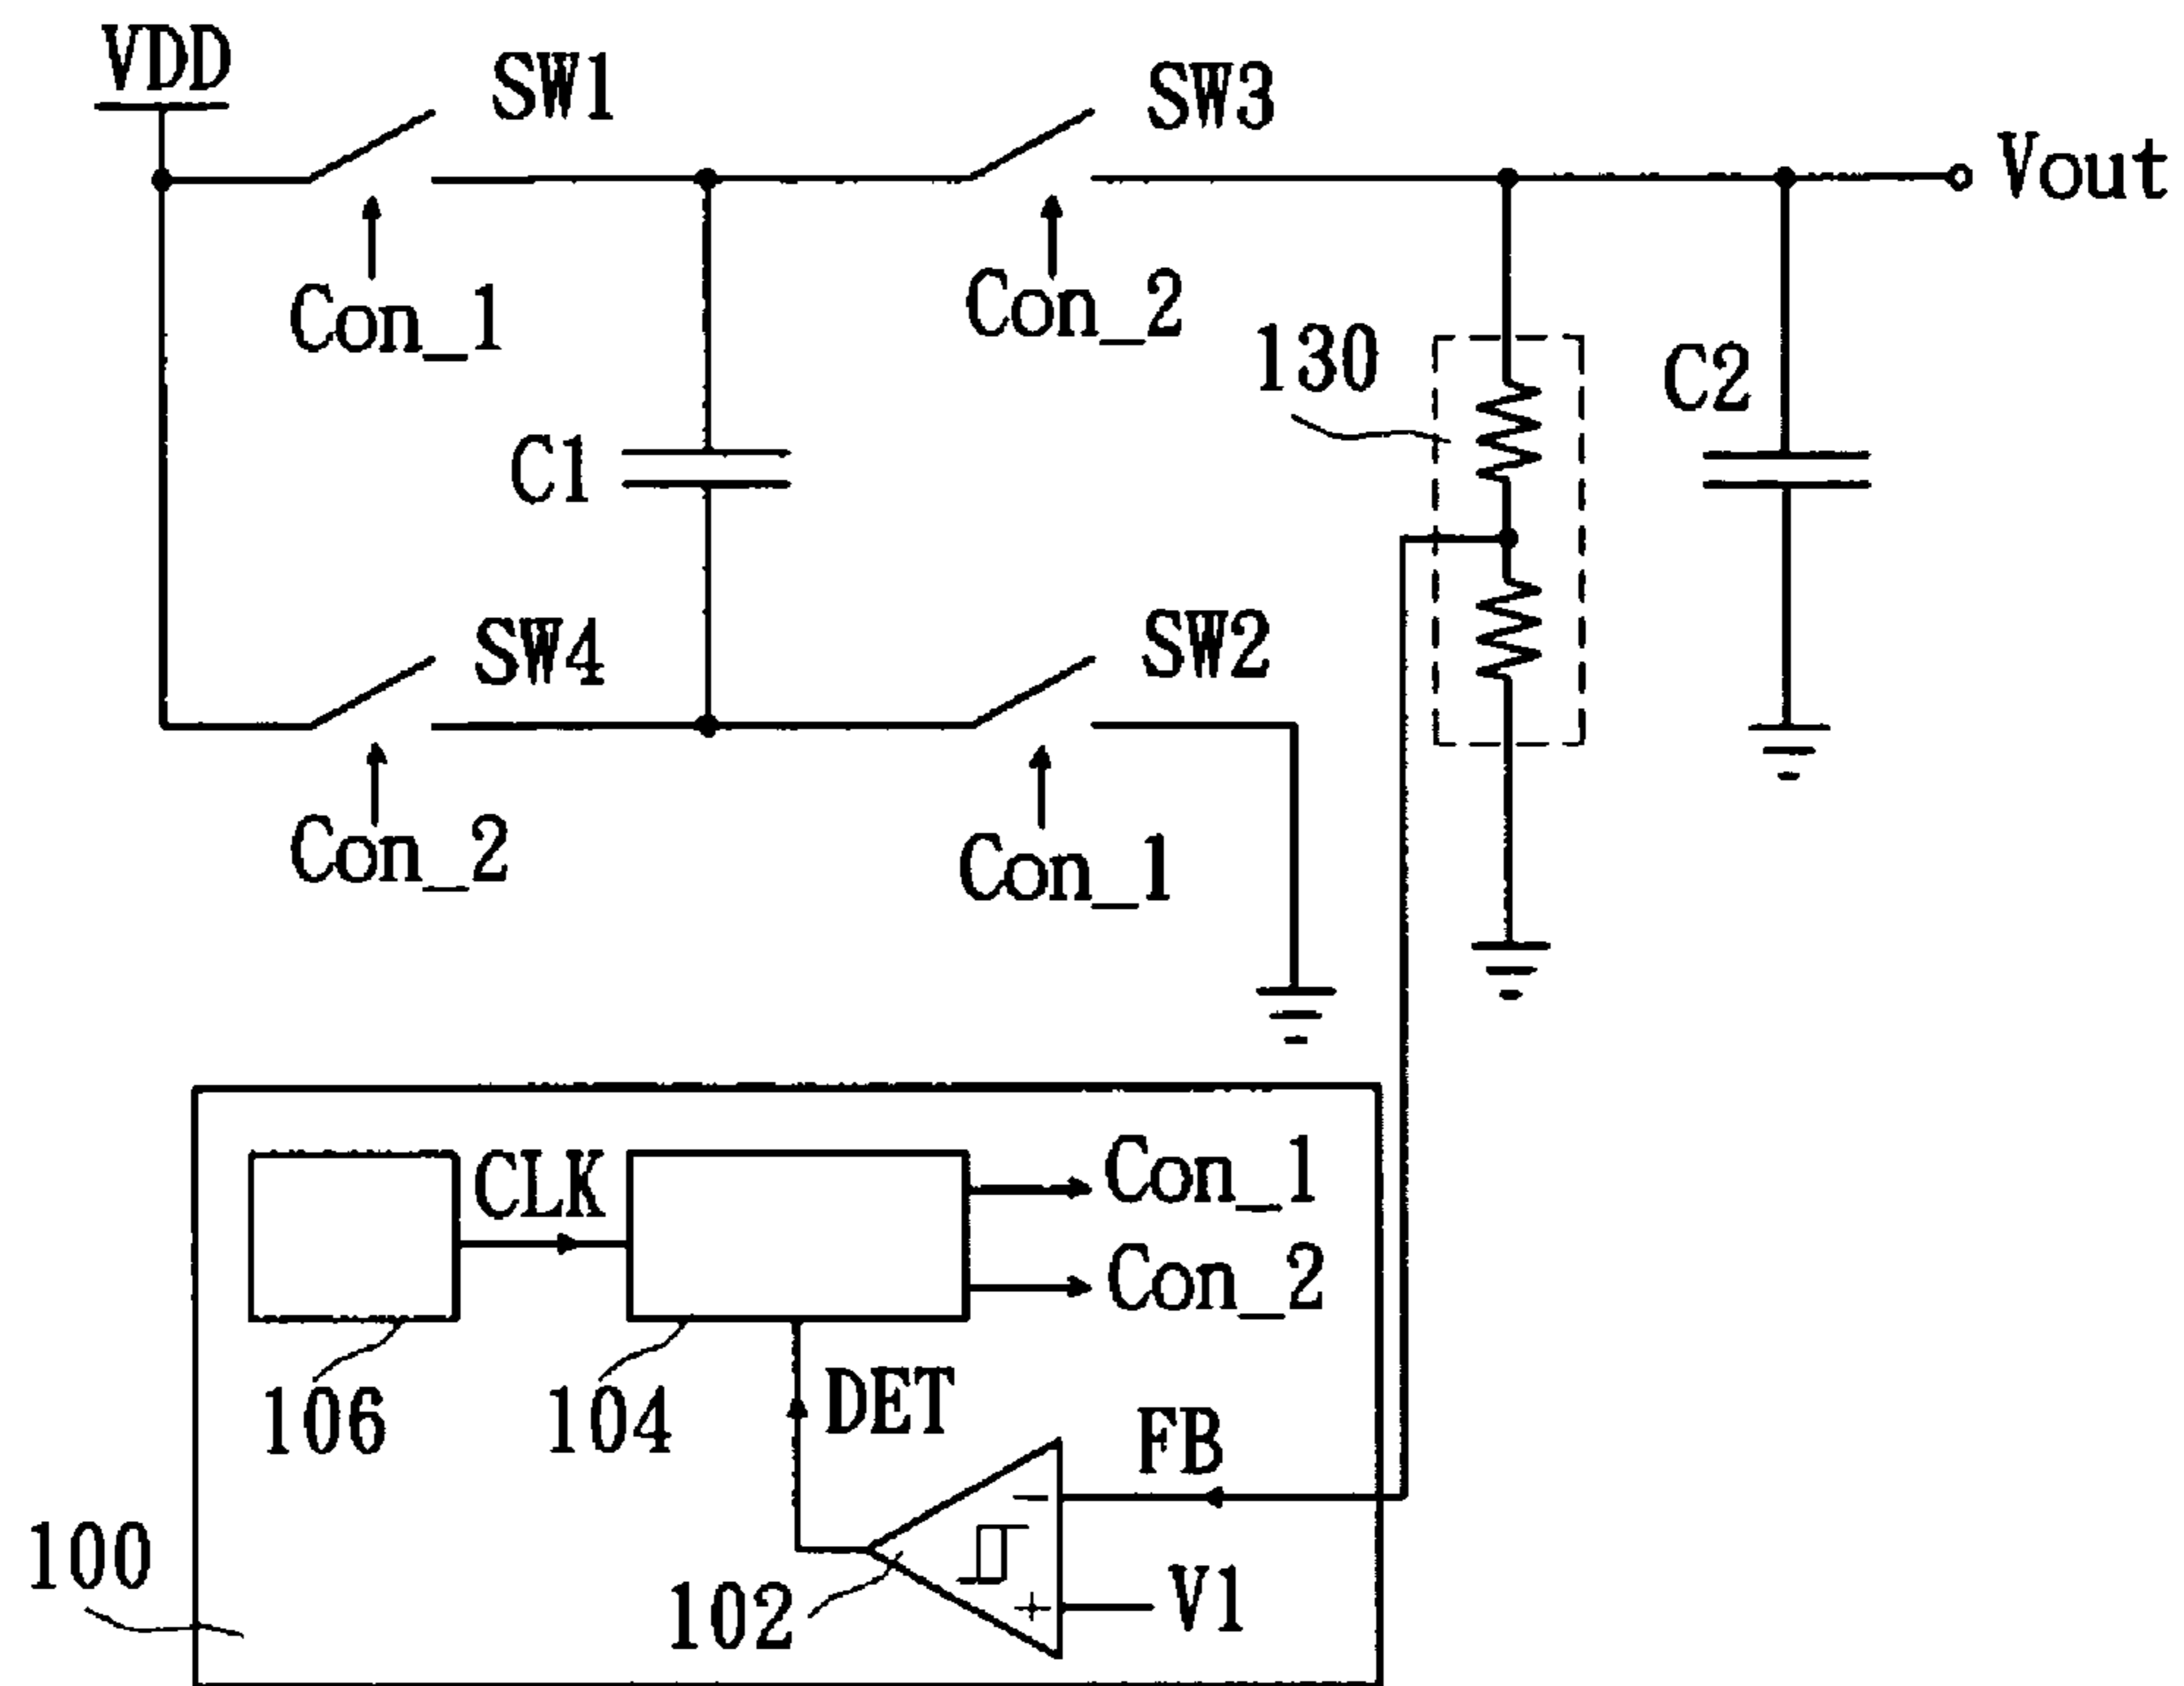 VDD
SW1
SW3
Vout
Con_1
Con_2
130
C2
C1
SW4
SW2
Con_2
Con_1
CLK
Con_1
Con_2
106
104
DET
FB
100
102
V1
−
+